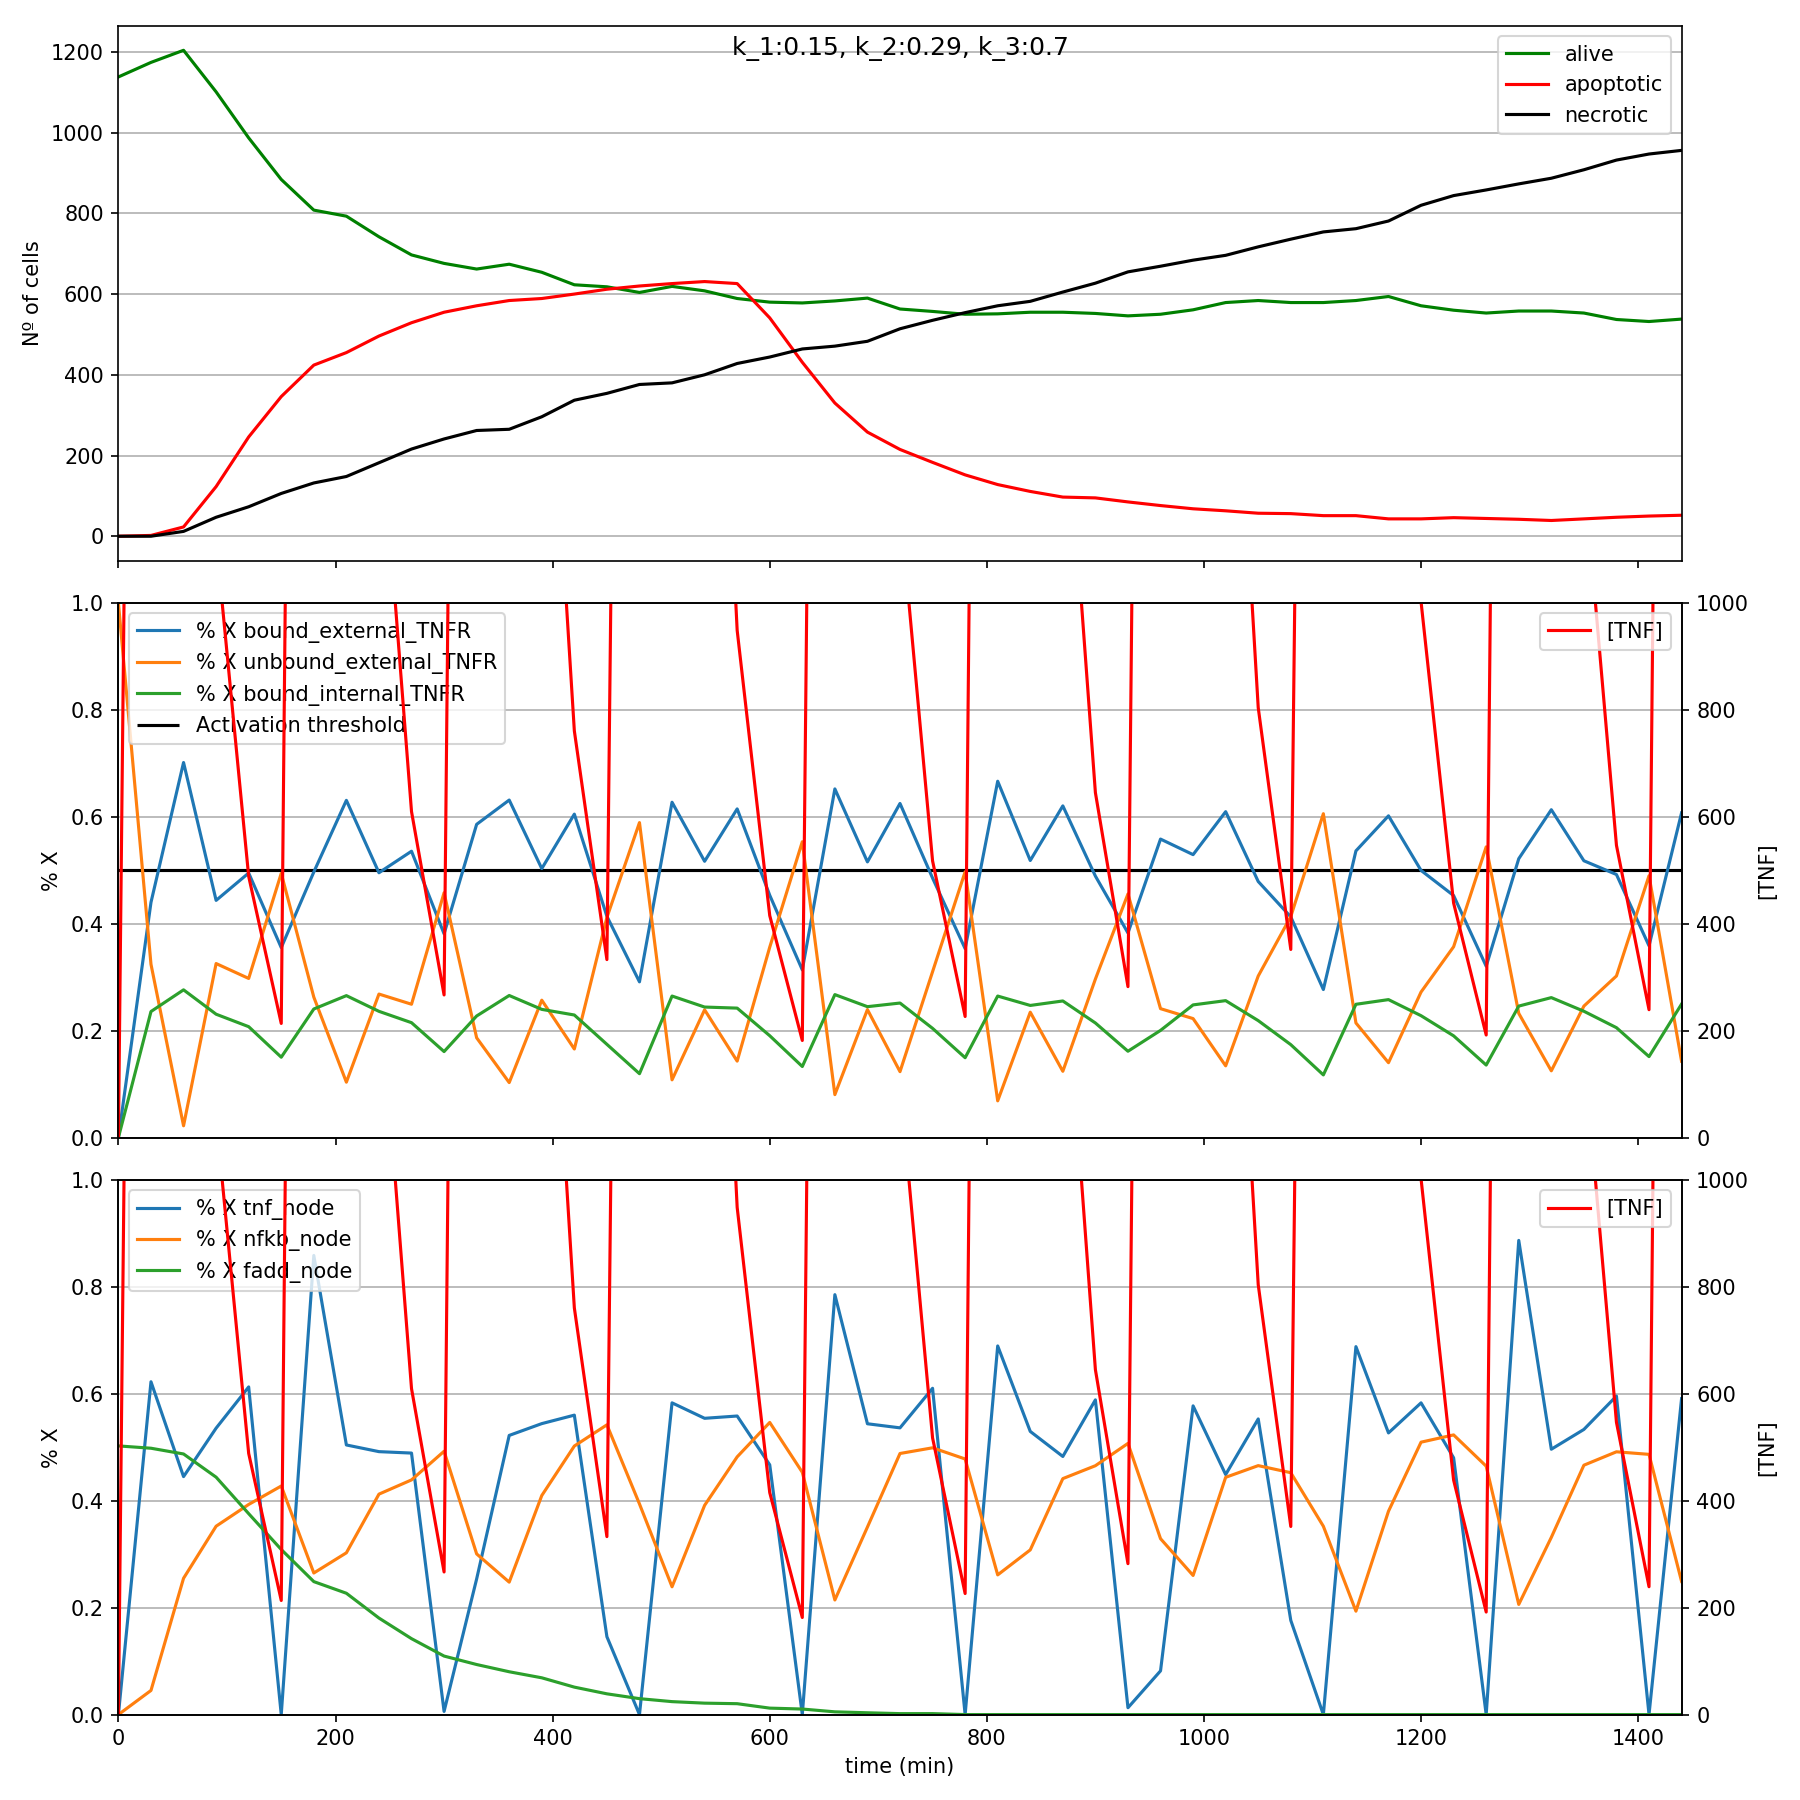 k_1:0.15, k_2:0.29, k_3:0.7
alive
apoptotic
necrotic
1200
1000
800
600
400
200
0
Nº of cells
% X bound_external_TNFR
% X unbound_external_TNFR
% X bound_internal_TNFR
Activation threshold
[TNF]
1.0
0.8
0.6
0.4
0.2
0.0
% X
1000
800
600
400
200
0
[TNF]
% X tnf_node
% X nfkb_node
% X fadd_node
[TNF]
1.0
0.8
0.6
0.4
0.2
0.0
% X
1000
800
600
400
200
0
[TNF]
0 200 400 600 800 1000 1200 1400
time (min)